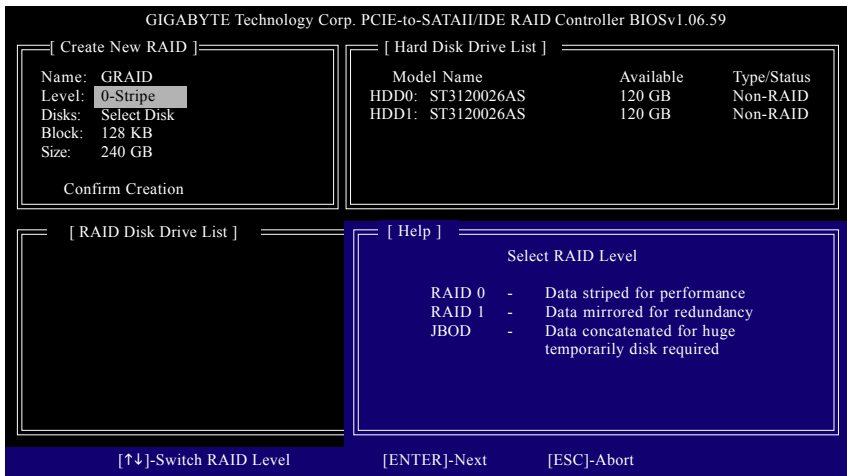 GIGABYTE Technology Corp. PCIE-to-SATAII/IDE RAID Controller BIOSv1.06.59
[ Create New RAID ]
Name: GRAID
Level: 0-Stripe
Disks: Select Disk
Block: 128 KB
Size: 240 GB
Confirm Creation
[ Hard Disk Drive List ]
Model Name Available Type/Status
HDD0: ST3120026AS 120 GB Non-RAID
HDD1: ST3120026AS 120 GB Non-RAID
[ RAID Disk Drive List ]
[ Help ]
Select RAID Level
RAID 0 - Data striped for performance
RAID 1 - Data mirrored for redundancy
JBOD - Data concatenated for huge
temporarily disk required
[↑↓]-Switch RAID Level [ENTER]-Next [ESC]-Abort